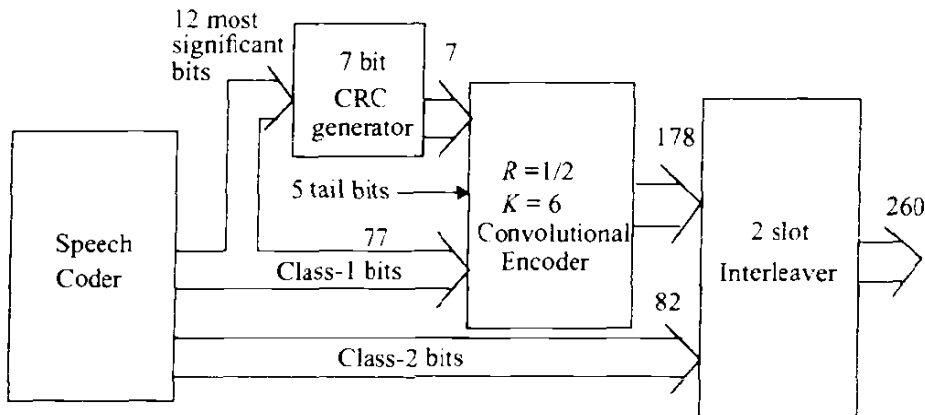 12 most
significant
bits
7 bit
CRC
generator
7
5 tail bits
R = 1/2
K = 6
Convolutional
Encoder
178
260
Speech
Coder
77
Class-1 bits
2 slot
Interleaver
82
Class-2 bits